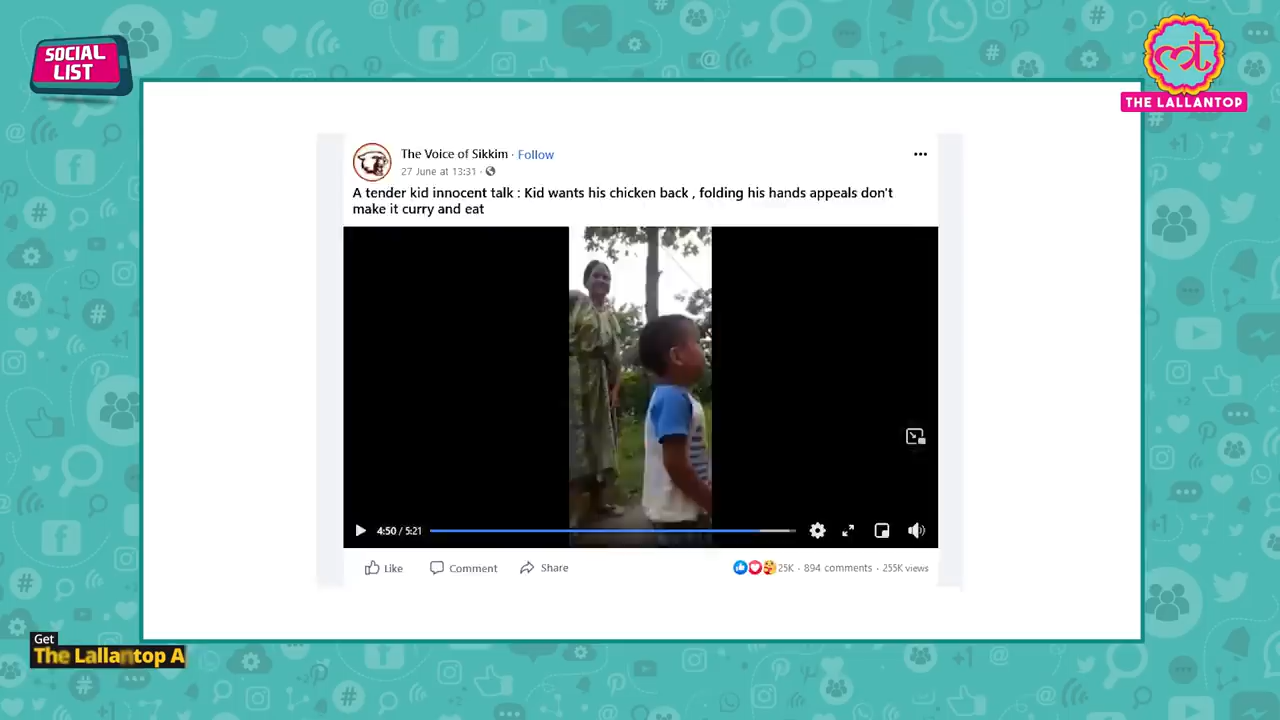 SOCIAL
LIST
THE LALLANTOP
The Voice of Sikkim · Follow
27 June at 13:31 ·
A tender kid innocent talk : Kid wants his chicken back , folding his hands appeals don't
make it curry and eat
4:50 / 5:21
Like
Comment
Share
25K · 894 comments · 255K views
Get
The Lallantop A